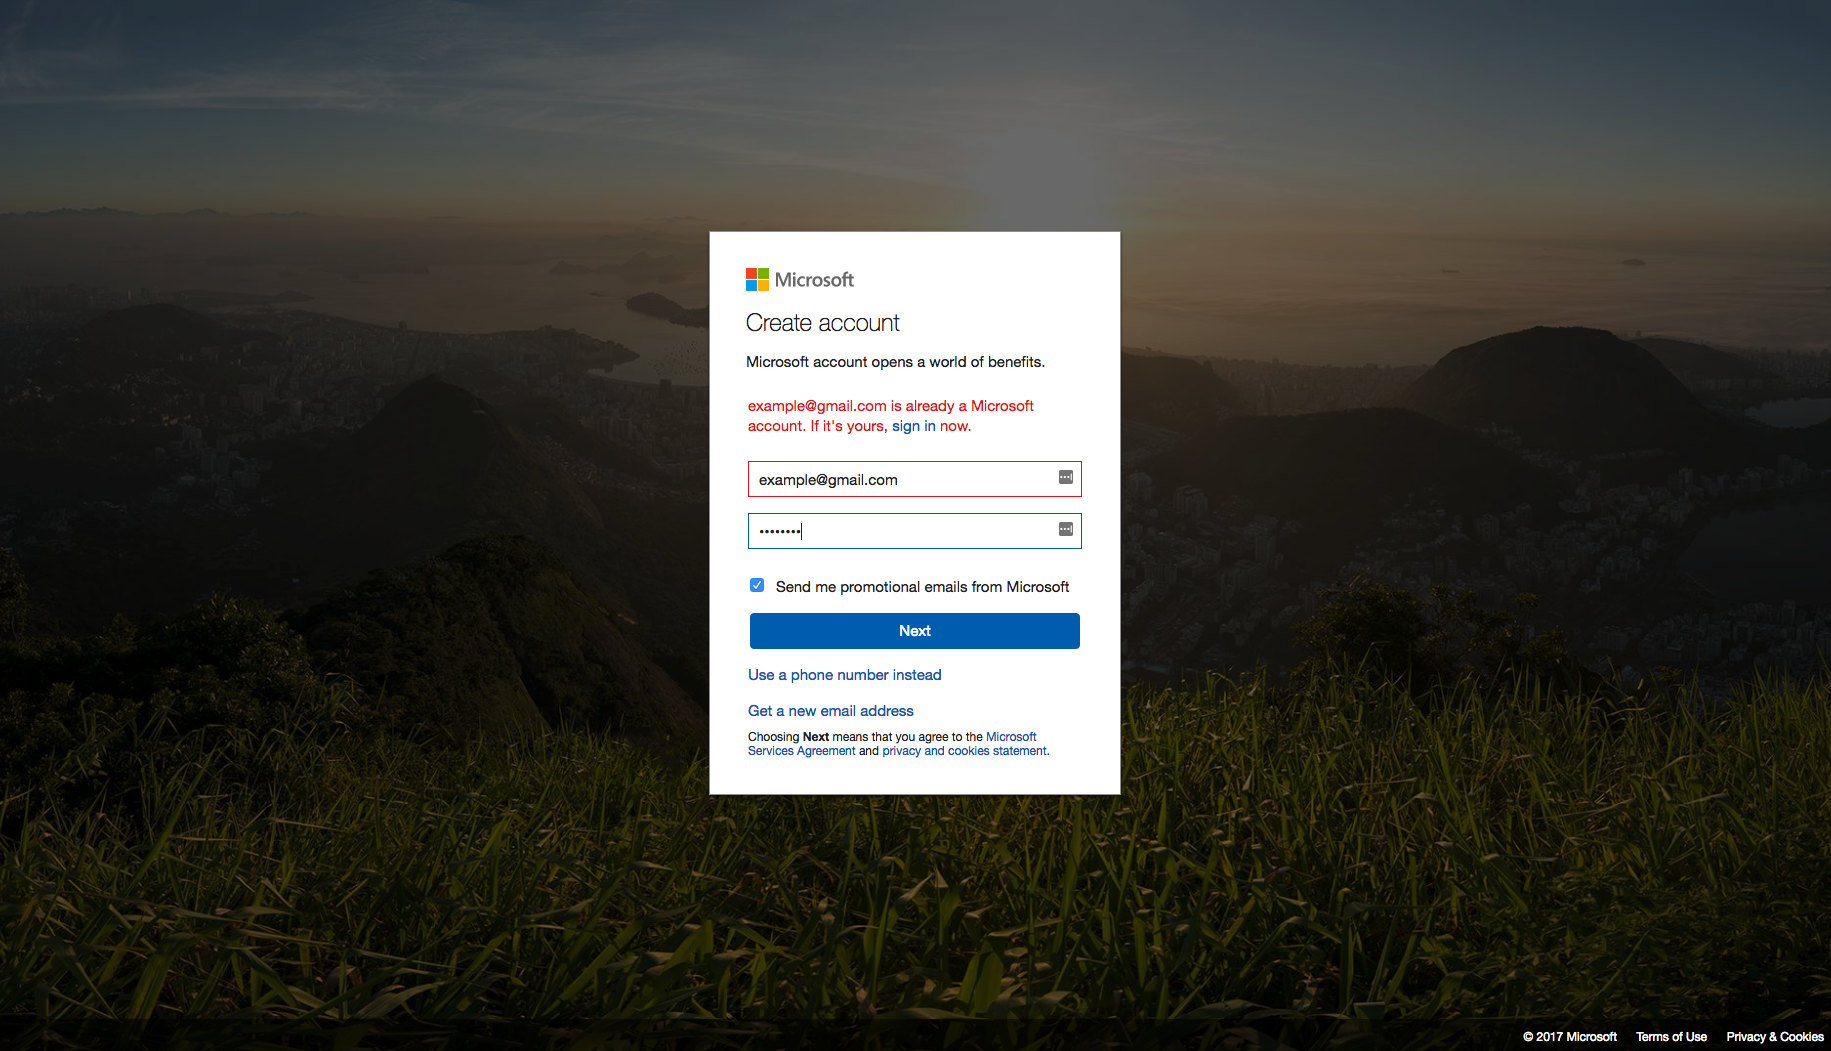 Microsoft
Create account
Microsoft account opens a world of benefits.
example@gmail.com is already a Microsoft
account. If it's yours, sign in now.
example@gmail.com
••••••••
Send me promotional emails from Microsoft
Next
Use a phone number instead
Get a new email address
Choosing Next means that you agree to the Microsoft
Services Agreement and privacy and cookies statement.
© 2017 Microsoft Terms of Use Privacy & Cookies